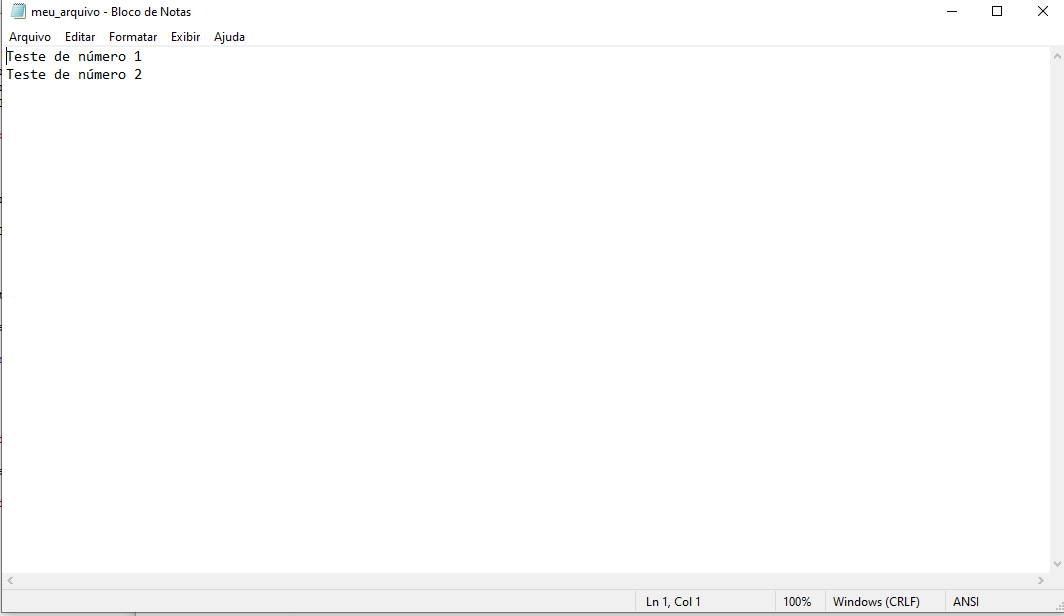 meu_arquivo - Bloco de Notas
Arquivo Editar Formatar Exibir Ajuda
Teste de número 1
Teste de número 2
Ln 1, Col 1 100% Windows (CRLF) ANSI